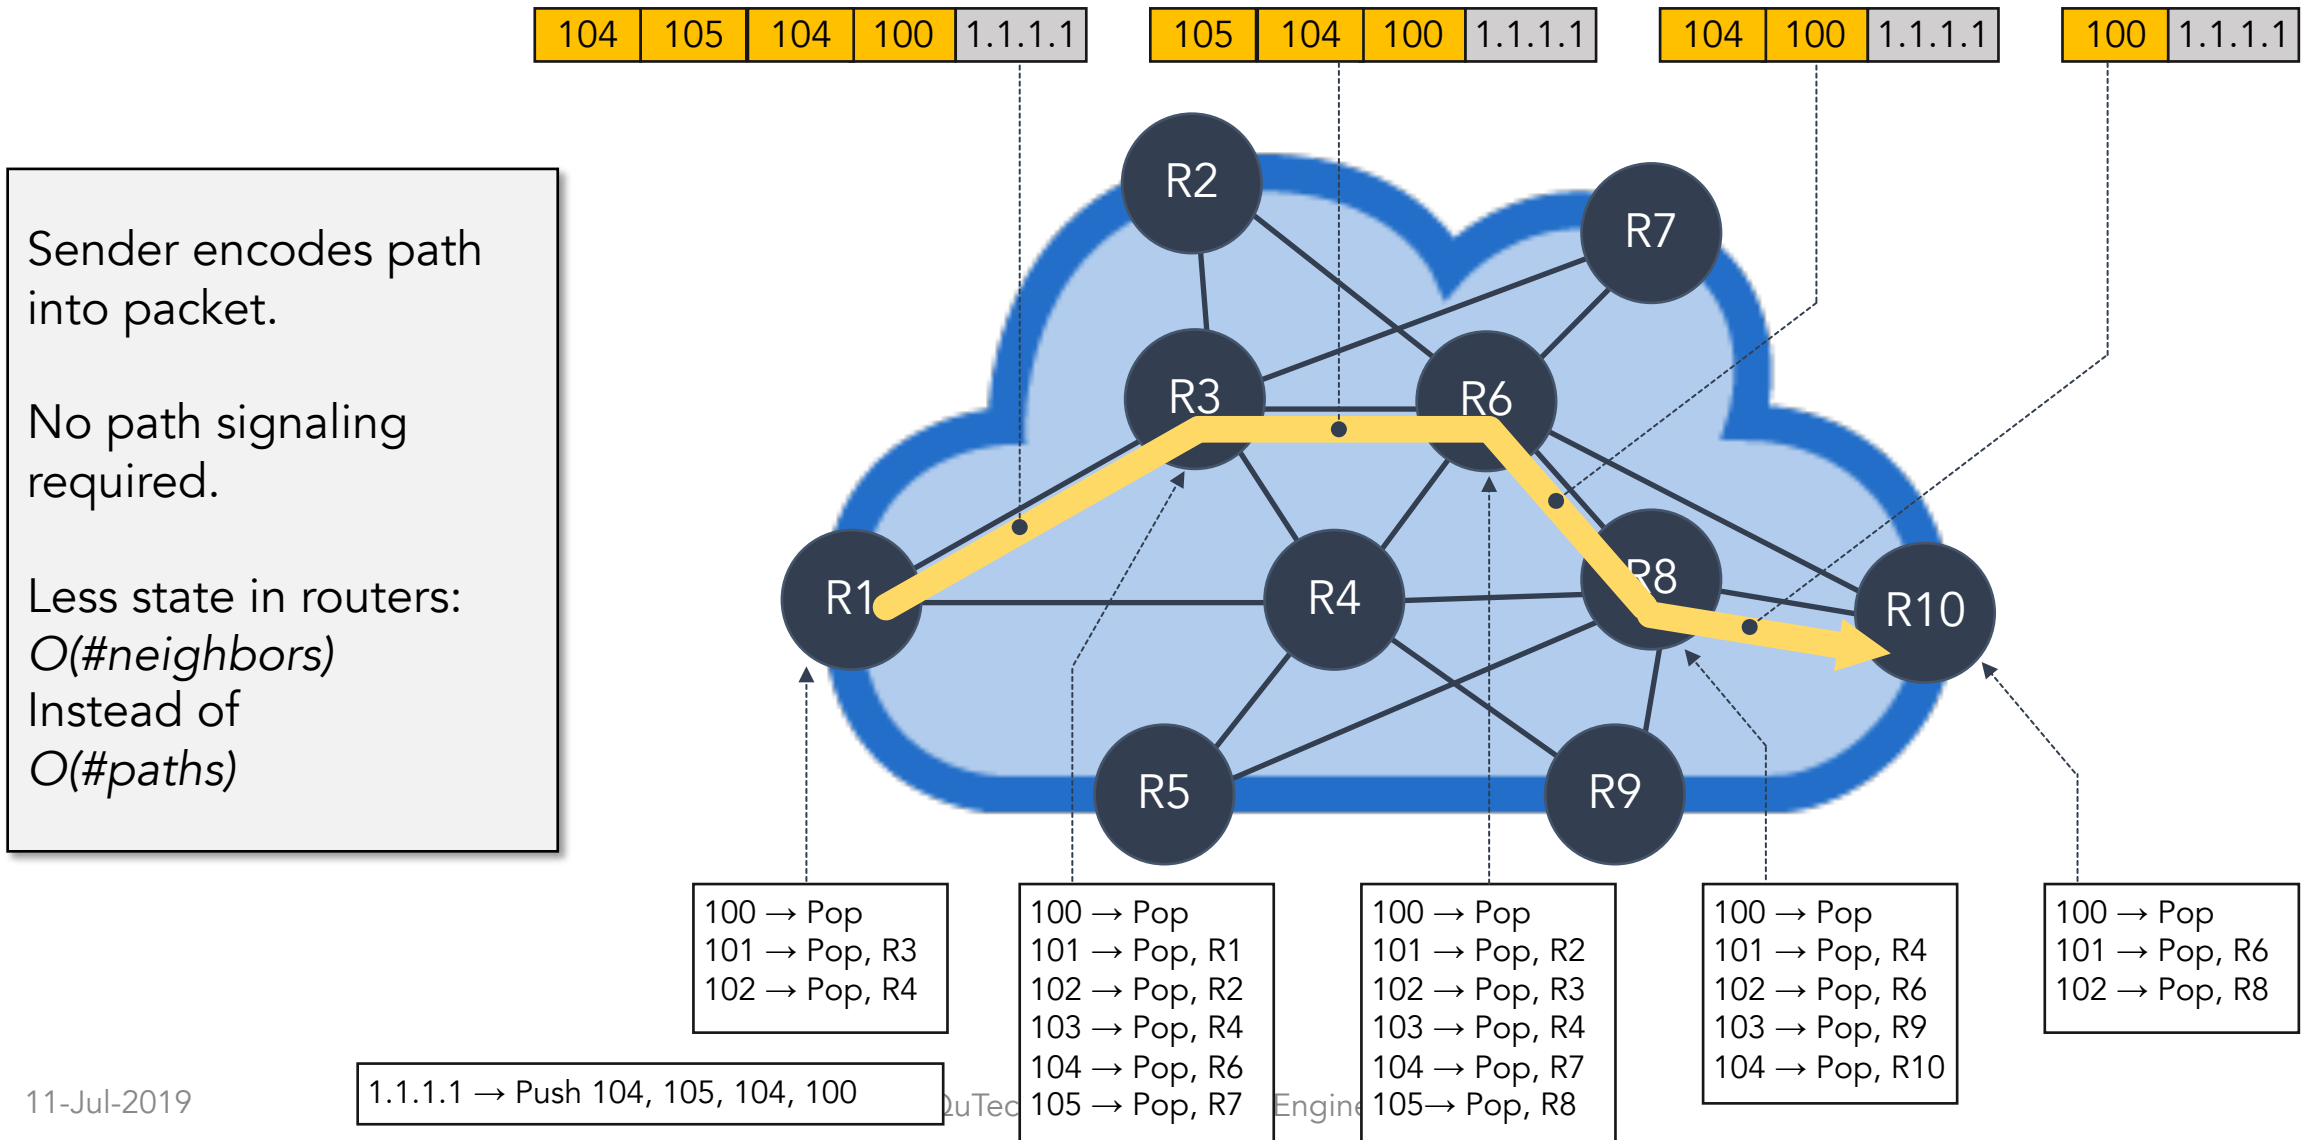 104 105 104 100 1.1.1.1
105 104 100 1.1.1.1
104 100 1.1.1.1
100 1.1.1.1
Sender encodes path
into packet.
No path signaling
required.
Less state in routers:
O(#neighbors)
Instead of
O(#paths)
R2
R7
R3
R6
R1
R4
R8
R10
R5
R9
100 → Pop
101 → Pop, R3
102 → Pop, R4
100 → Pop
101 → Pop, R1
102 → Pop, R2
103 → Pop, R4
104 → Pop, R6
105 → Pop, R7
100 → Pop
101 → Pop, R2
102 → Pop, R3
103 → Pop, R4
104 → Pop, R7
105→ Pop, R8
100 → Pop
101 → Pop, R4
102 → Pop, R6
103 → Pop, R9
104 → Pop, R10
100 → Pop
101 → Pop, R6
102 → Pop, R8
1.1.1.1 → Push 104, 105, 104, 100
11-Jul-2019